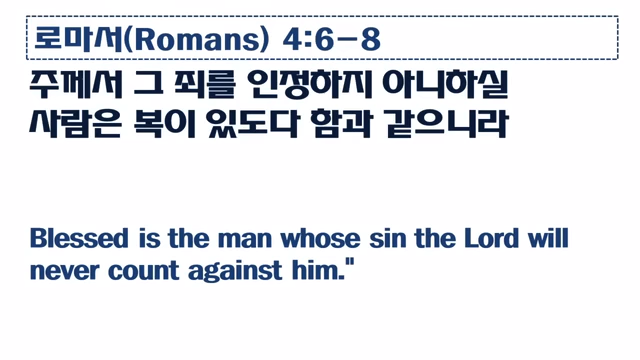 로마서(Romans) 4:6-8
주께서 그 죄를 인정하지 아니하실
사람은 복이 있도다 함과 같으니라
Blessed is the man whose sin the Lord will
never count against him."